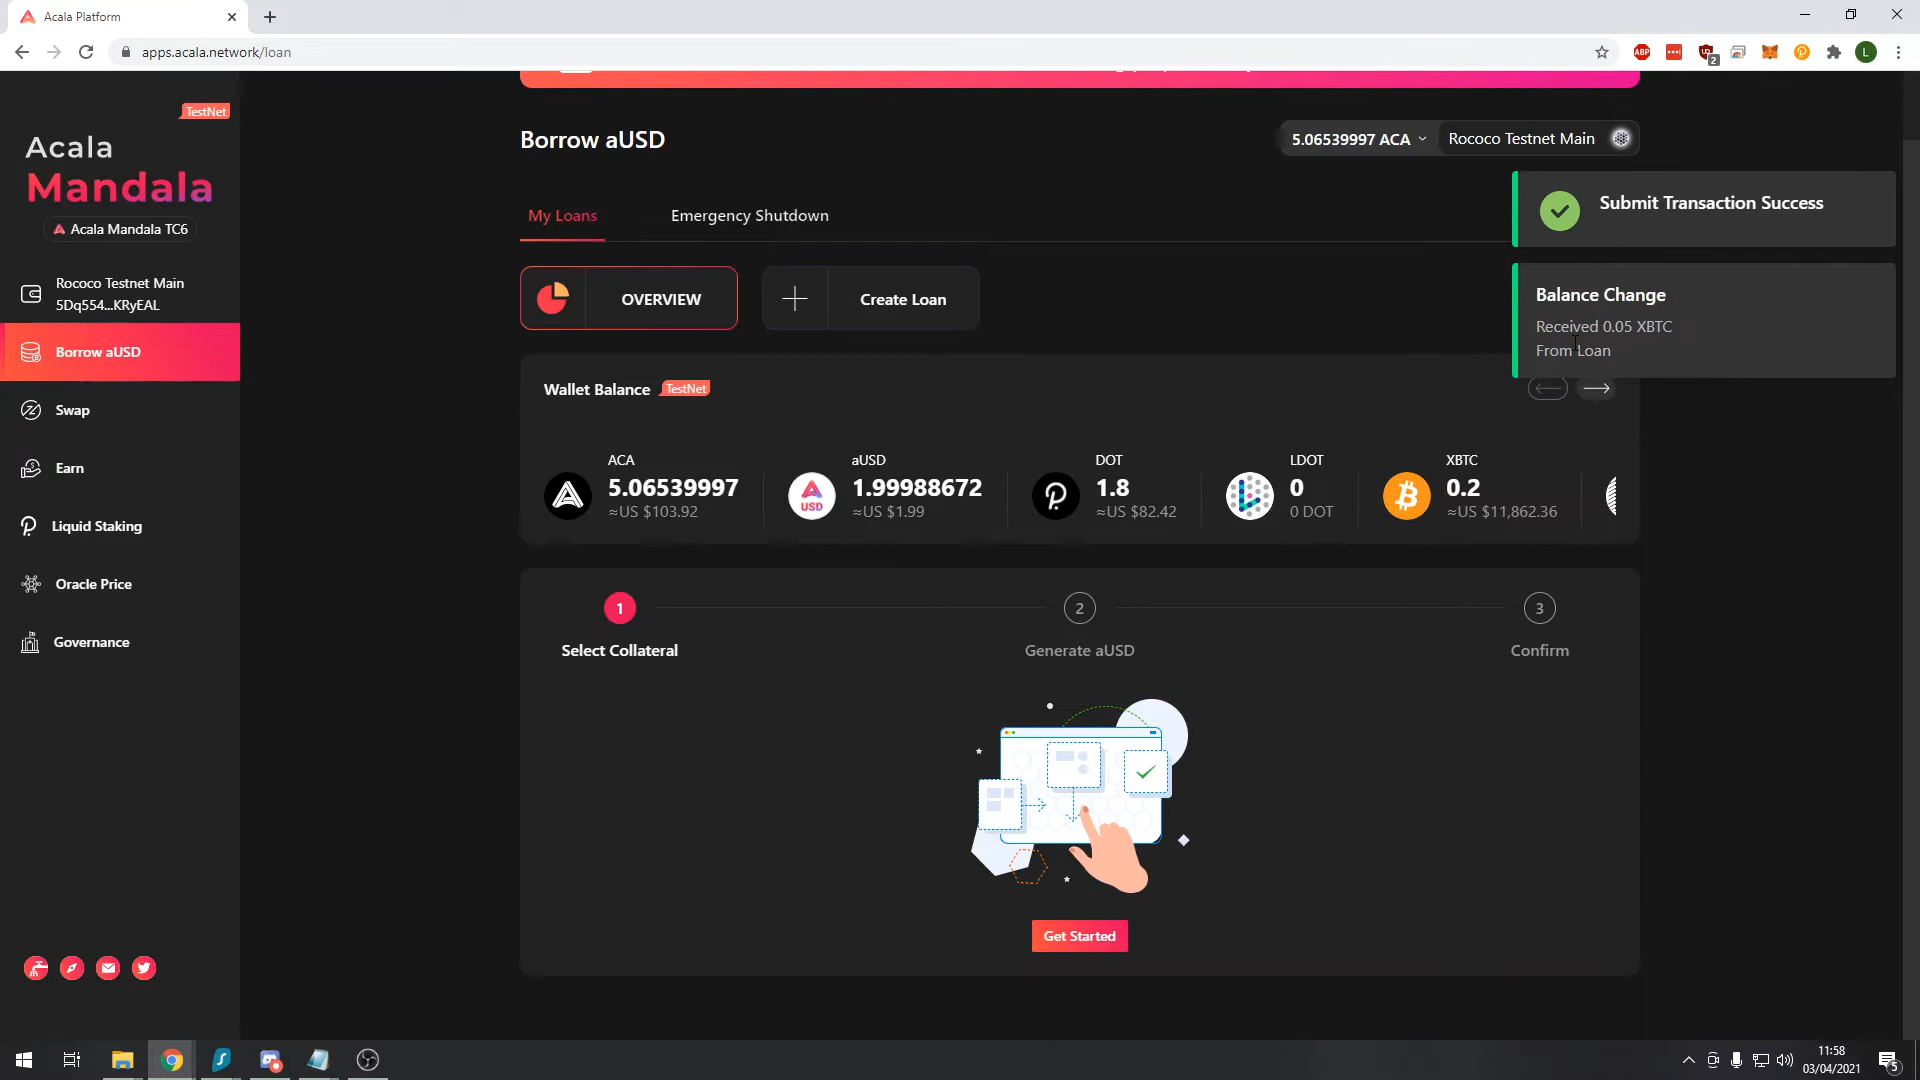 Acala Platform
apps.acala.network/loan
ABP
2
L
TestNet
Acala
Mandala
Acala Mandala TC6
Rococo Testnet Main
5Dq554...KRyEAL
Borrow aUSD
Swap
Earn
Liquid Staking
Oracle Price
Governance
Borrow aUSD
5.06539997 ACA
Rococo Testnet Main
My Loans
Emergency Shutdown
Submit Transaction Success
Balance Change
Received 0.05 XBTC
From Loan
OVERVIEW
Create Loan
Wallet Balance
TestNet
ACA
5.06539997
≈US $103.92
USD
aUSD
1.99988672
≈US $1.99
DOT
1.8
≈US $82.42
LDOT
0
0 DOT
XBTC
0.2
≈US $11,862.36
1
Select Collateral
2
Generate aUSD
3
Confirm
Get Started
11:58
03/04/2021
5